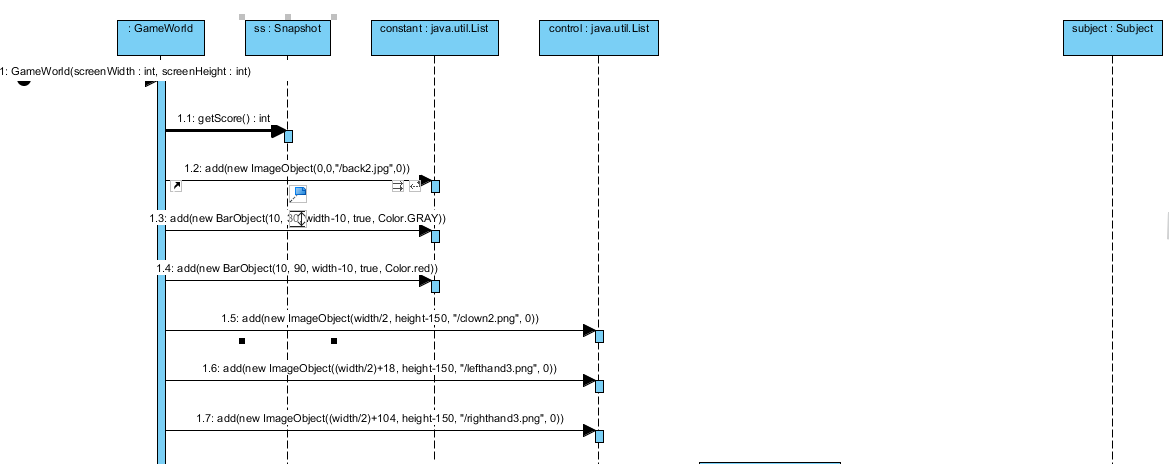 : GameWorld
ss : Snapshot
constant : java.util.List
control : java.util.List
subject : Subject
1: GameWorld(screenWidth : int, screenHeight : int)
1.1: getScore() : int
1.2: add(new ImageObject(0,0,"/back2.jpg",0))
1.3: add(new BarObject(10, 30, width-10, true, Color.GRAY))
1.4: add(new BarObject(10, 90, width-10, true, Color.red))
1.5: add(new ImageObject(width/2, height-150, "/clown2.png", 0))
1.6: add(new ImageObject((width/2)+18, height-150, "/lefthand3.png", 0))
1.7: add(new ImageObject((width/2)+104, height-150, "/righthand3.png", 0))